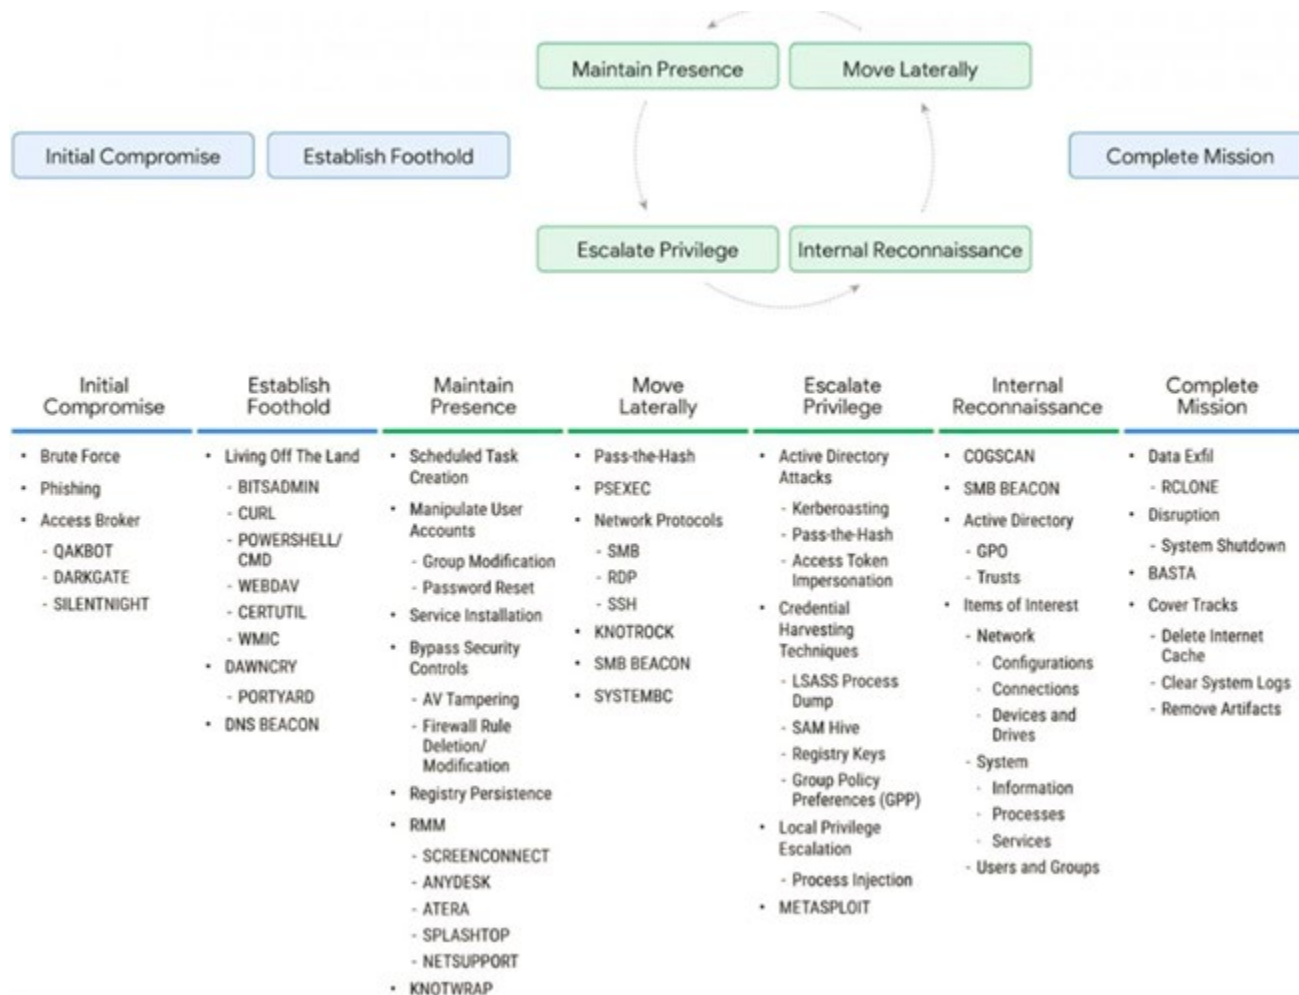 Maintain Presence
Move Laterally
Initial Compromise
Establish Foothold
Complete Mission
Escalate Privilege
Internal Reconnaissance
Initial
Compromise
• Brute Force
• Phishing
• Access Broker
- QAKBOT
- DARKGATE
- SILENTNIGHT
Establish
Foothold
• Living Off The Land
- BITSADMIN
- CURL
- POWERSHELL/
CMD
- WEBDAV
- CERTUTIL
- WMIC
• DAWNCRY
- PORTYARD
• DNS BEACON
Maintain
Presence
• Scheduled Task
Creation
• Manipulate User
Accounts
- Group Modification
- Password Reset
• Service Installation
• Bypass Security
Controls
- AV Tampering
- Firewall Rule
Deletion/
Modification
• Registry Persistence
• RMM
- SCREENCONNECT
- ANYDESK
- ATERA
- SPLASHTOP
- NETSUPPORT
• KNOTWRAP
Move
Laterally
• Pass-the-Hash
• PSEXEC
• Network Protocols
- SMB
- RDP
- SSH
• KNOTROCK
• SMB BEACON
• SYSTEMBC
Escalate
Privilege
• Active Directory
Attacks
- Kerberoasting
- Pass-the-Hash
- Access Token
Impersonation
• Credential
Harvesting
Techniques
- LSASS Process
Dump
- SAM Hive
- Registry Keys
- Group Policy
Preferences (GPP)
• Local Privilege
Escalation
- Process Injection
• METASPLOIT
Internal
Reconnaissance
• COGSCAN
• SMB BEACON
• Active Directory
- GPO
- Trusts
• Items of Interest
- Network
· Configurations
· Connections
· Devices and
Drives
- System
· Information
· Processes
· Services
- Users and Groups
Complete
Mission
• Data Exfil
- RCLONE
• Disruption
- System Shutdown
• BASTA
• Cover Tracks
- Delete Internet
Cache
- Clear System Logs
- Remove Artifacts